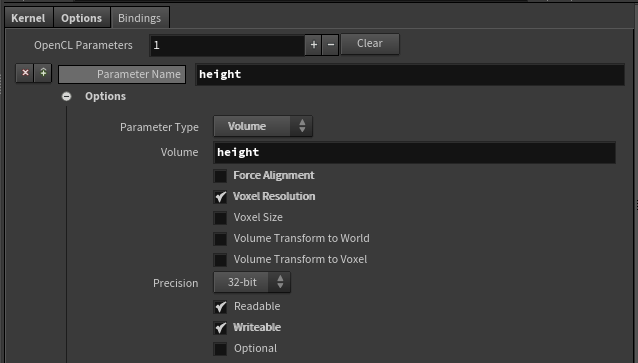 Kernel Options Bindings
OpenCL Parameters 1 + − Clear
Parameter Name height
Options
Parameter Type Volume
Volume height
Force Alignment
Voxel Resolution
Voxel Size
Volume Transform to World
Volume Transform to Voxel
Precision 32-bit
Readable
Writeable
Optional